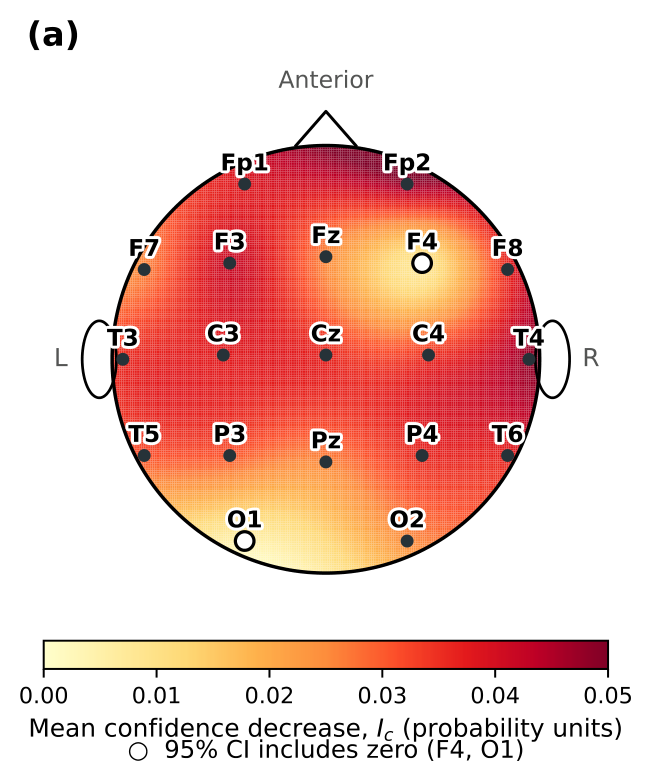 (a)
Anterior
Fp1 Fp2
F7 F3 Fz F4 F8
L T3 C3 Cz C4 T4 R
T5 P3 Pz P4 T6
O1 O2
0.00 0.01 0.02 0.03 0.04 0.05
Mean confidence decrease, I_c (probability units)
○ 95% CI includes zero (F4, O1)